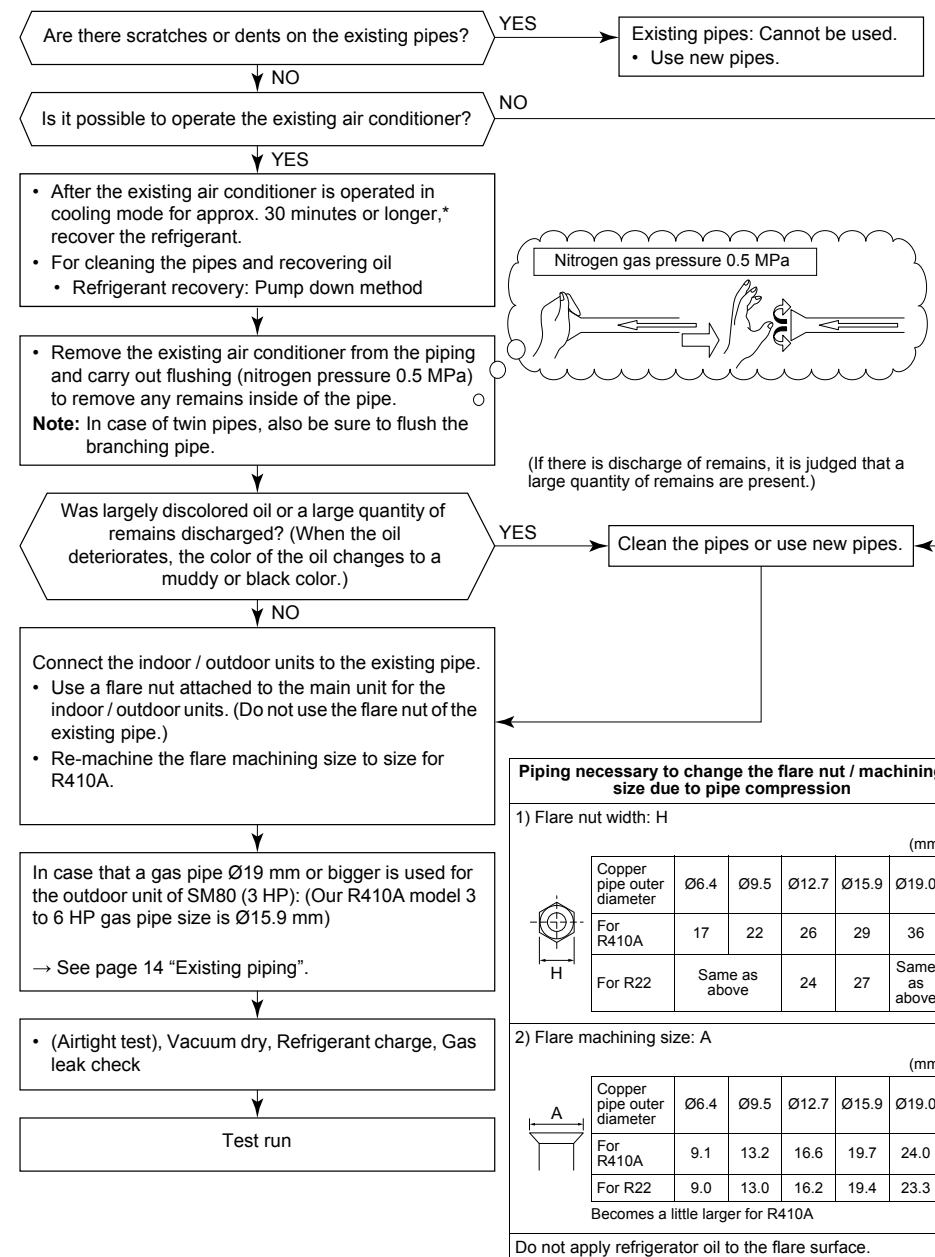 Are there scratches or dents on the existing pipes?
YES
Existing pipes: Cannot be used.
• Use new pipes.
NO
Is it possible to operate the existing air conditioner?
NO
YES
• After the existing air conditioner is operated in
cooling mode for approx. 30 minutes or longer,*
recover the refrigerant.
• For cleaning the pipes and recovering oil
• Refrigerant recovery: Pump down method
Nitrogen gas pressure 0.5 MPa
• Remove the existing air conditioner from the piping
and carry out flushing (nitrogen pressure 0.5 MPa)
to remove any remains inside of the pipe.
Note: In case of twin pipes, also be sure to flush the
branching pipe.
(If there is discharge of remains, it is judged that a
large quantity of remains are present.)
Was largely discolored oil or a large quantity of
remains discharged? (When the oil
deteriorates, the color of the oil changes to a
muddy or black color.)
YES
Clean the pipes or use new pipes.
NO
Connect the indoor / outdoor units to the existing pipe.
• Use a flare nut attached to the main unit for the
indoor / outdoor units. (Do not use the flare nut of the
existing pipe.)
• Re-machine the flare machining size to size for
R410A.
In case that a gas pipe Ø19 mm or bigger is used for
the outdoor unit of SM80 (3 HP): (Our R410A model 3
to 6 HP gas pipe size is Ø15.9 mm)
→ See page 14 “Existing piping”.
• (Airtight test), Vacuum dry, Refrigerant charge, Gas
leak check
Test run
Piping necessary to change the flare nut / machining
size due to pipe compression
1) Flare nut width: H
(mm
Copper
pipe outer
diameter
Ø6.4 Ø9.5 Ø12.7 Ø15.9 Ø19.0
For
R410A
17 22 26 29 36
H
For R22
Same as
above
24 27
Same
as
above
2) Flare machining size: A
(mm
A
Copper
pipe outer
diameter
Ø6.4 Ø9.5 Ø12.7 Ø15.9 Ø19.0
For
R410A
9.1 13.2 16.6 19.7 24.0
For R22 9.0 13.0 16.2 19.4 23.3
Becomes a little larger for R410A
Do not apply refrigerator oil to the flare surface.